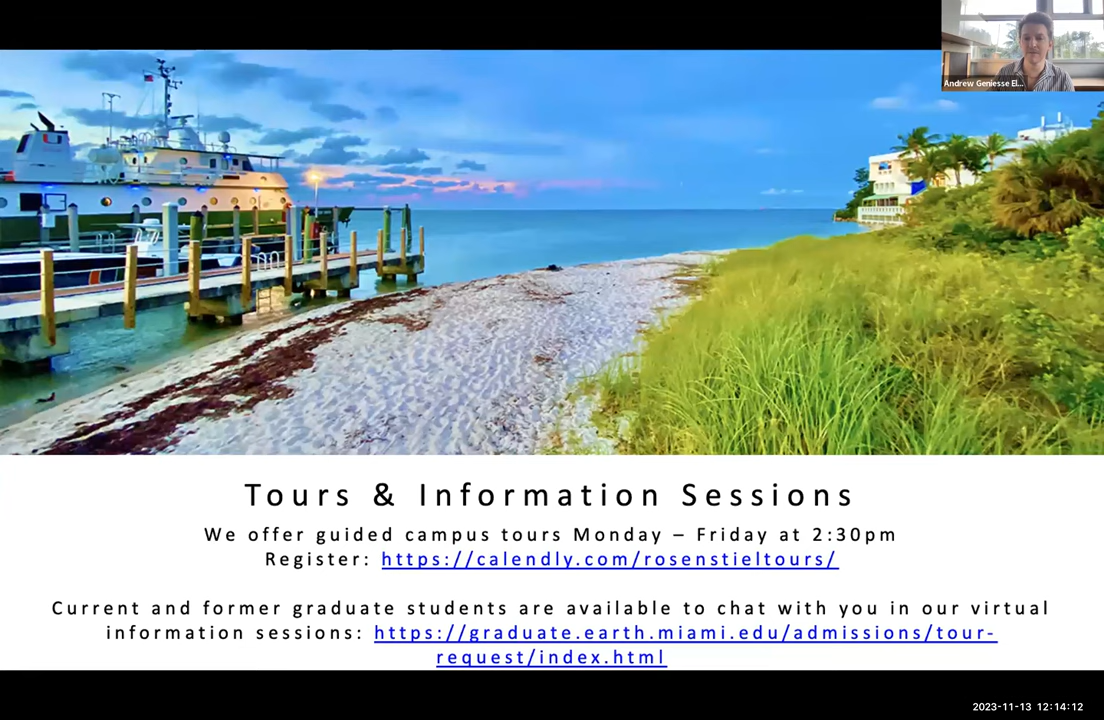 Andrew Geniesse El...
U
Tours & Information Sessions
We offer guided campus tours Monday – Friday at 2:30pm
Register: https://calendly.com/rosenstieltours/
Current and former graduate students are available to chat with you in our virtual
information sessions: https://graduate.earth.miami.edu/admissions/tour-
request/index.html
2023-11-13 12:14:12